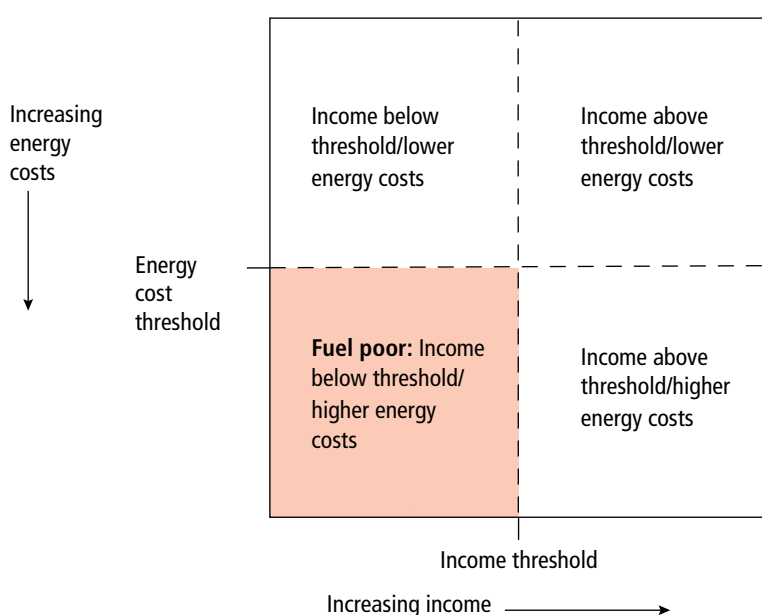 Increasing
energy
costs
Income below
threshold/lower
energy costs
Income above
threshold/lower
energy costs
Energy
cost
threshold
Fuel poor: Income
below threshold/
higher energy
costs
Income above
threshold/higher
energy costs
Income threshold
Increasing income